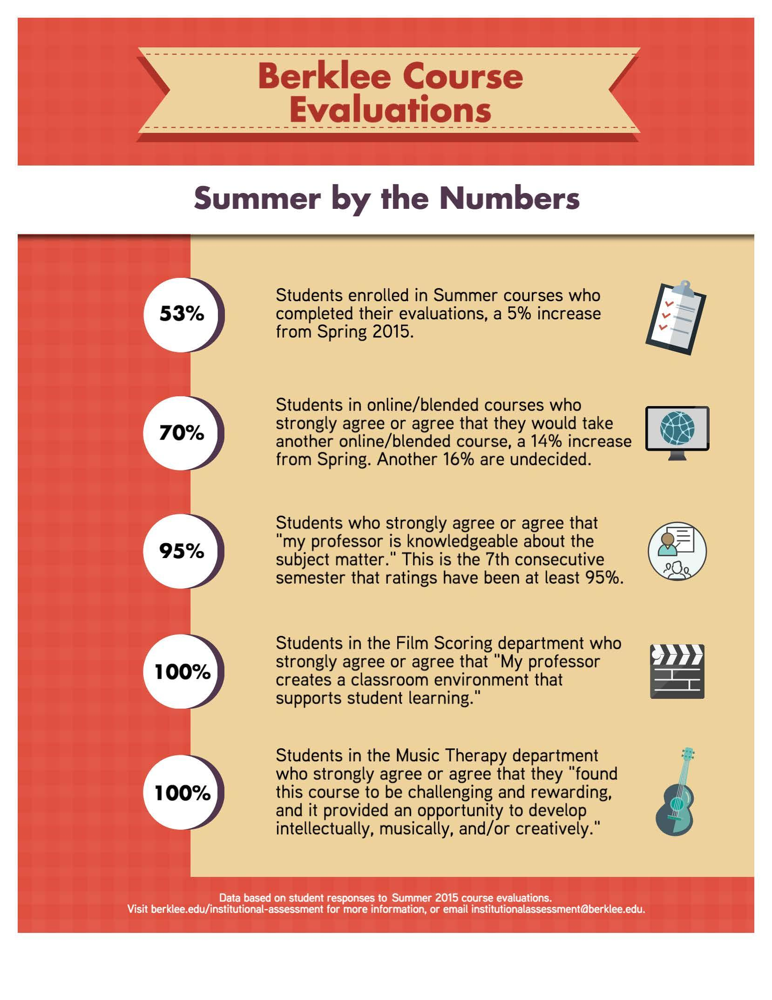 Berklee Course
Evaluations
Summer by the Numbers
53%
Students enrolled in Summer courses who
completed their evaluations, a 5% increase
from Spring 2015.
70%
Students in online/blended courses who
strongly agree or agree that they would take
another online/blended course, a 14% increase
from Spring. Another 16% are undecided.
95%
Students who strongly agree or agree that
"my professor is knowledgeable about the
subject matter." This is the 7th consecutive
semester that ratings have been at least 95%.
100%
Students in the Film Scoring department who
strongly agree or agree that "My professor
creates a classroom environment that
supports student learning."
100%
Students in the Music Therapy department
who strongly agree or agree that they "found
this course to be challenging and rewarding,
and it provided an opportunity to develop
intellectually, musically, and/or creatively."
Data based on student responses to Summer 2015 course evaluations.
Visit berklee.edu/institutional-assessment for more information, or email institutionalassessment@berklee.edu.